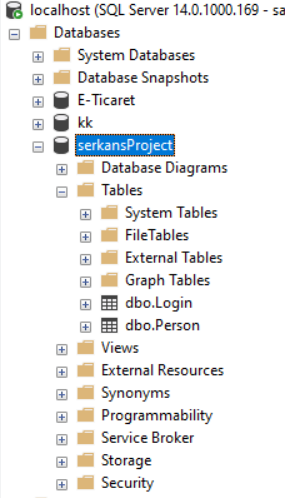 localhost (SQL Server 14.0.1000.169 - sa
Databases
System Databases
Database Snapshots
E-Ticaret
kk
serkansProject
Database Diagrams
Tables
System Tables
FileTables
External Tables
Graph Tables
dbo.Login
dbo.Person
Views
External Resources
Synonyms
Programmability
Service Broker
Storage
Security